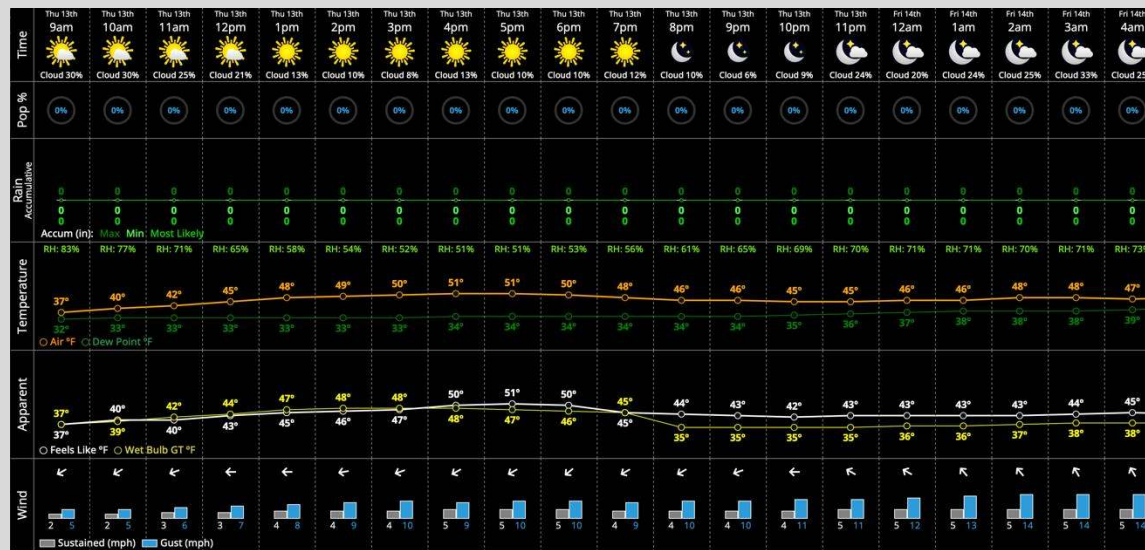 Time
Thu 13th Thu 13th Thu 13th Thu 13th Thu 13th Thu 13th Thu 13th Thu 13th Thu 13th Thu 13th Thu 13th Thu 13th Thu 13th Thu 13th Thu 13th Fri 14th Fri 14th Fri 14th Fri 14th Fri 14th
9am 10am 11am 12pm 1pm 2pm 3pm 4pm 5pm 6pm 7pm 8pm 9pm 10pm 11pm 12am 1am 2am 3am 4am
Cloud 30% Cloud 30% Cloud 25% Cloud 21% Cloud 13% Cloud 10% Cloud 8% Cloud 13% Cloud 10% Cloud 10% Cloud 12% Cloud 10% Cloud 6% Cloud 9% Cloud 24% Cloud 20% Cloud 24% Cloud 25% Cloud 33% Cloud 25
Pop %
0% 0% 0% 0% 0% 0% 0% 0% 0% 0% 0% 0% 0% 0% 0% 0% 0% 0% 0% 0%
Rain
Accumulative
0 0 0 0 0 0 0 0 0 0 0 0 0 0 0 0 0 0 0 0
0 0 0 0 0 0 0 0 0 0 0 0 0 0 0 0 0 0 0 0
0 0 0 0 0 0 0 0 0 0 0 0 0 0 0 0 0 0 0 0
Accum (in): Max Min Most Likely
Temperature
RH: 83% RH: 77% RH: 71% RH: 65% RH: 58% RH: 54% RH: 52% RH: 51% RH: 51% RH: 53% RH: 56% RH: 61% RH: 65% RH: 69% RH: 70% RH: 71% RH: 71% RH: 70% RH: 71% RH: 73%
37° 40° 42° 45° 48° 49° 50° 51° 51° 50° 48° 46° 46° 45° 45° 46° 46° 48° 48° 47°
32° 33° 33° 33° 33° 33° 33° 34° 34° 34° 34° 34° 34° 35° 36° 37° 38° 38° 38° 39°
Air °F Dew Point °F
Apparent
37° 40° 42° 44° 47° 48° 48° 50° 51° 50° 45° 44° 43° 42° 43° 43° 43° 43° 44° 45°
37° 39° 40° 43° 45° 46° 47° 48° 47° 46° 45° 35° 35° 35° 35° 36° 36° 37° 38° 38°
Feels Like °F Wet Bulb GT °F
Wind
2 5 2 5 3 6 3 7 4 8 4 9 4 10 5 9 5 10 5 10 4 9 4 10 4 10 4 11 5 11 5 12 5 13 5 14 5 14 5 14
Sustained (mph) Gust (mph)